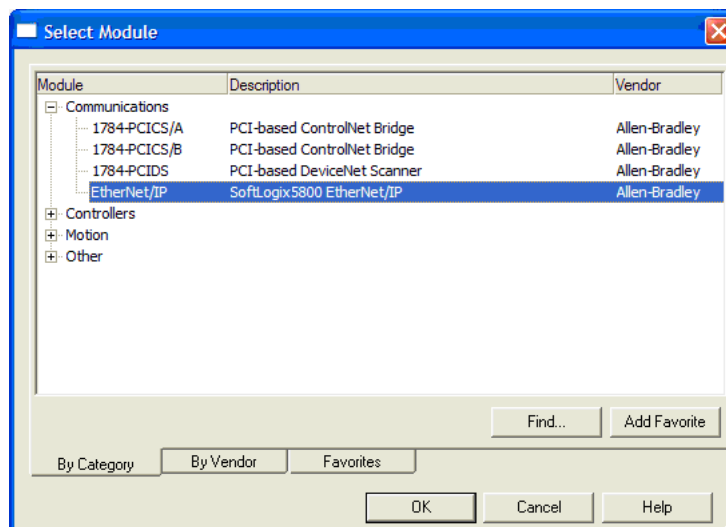 Select Module
Module Description Vendor
Communications
1784-PCICS/A PCI-based ControlNet Bridge Allen-Bradley
1784-PCICS/B PCI-based ControlNet Bridge Allen-Bradley
1784-PCIDS PCI-based DeviceNet Scanner Allen-Bradley
EtherNet/IP SoftLogix5800 EtherNet/IP Allen-Bradley
Controllers
Motion
Other
Find... Add Favorite
By Category By Vendor Favorites
OK Cancel Help